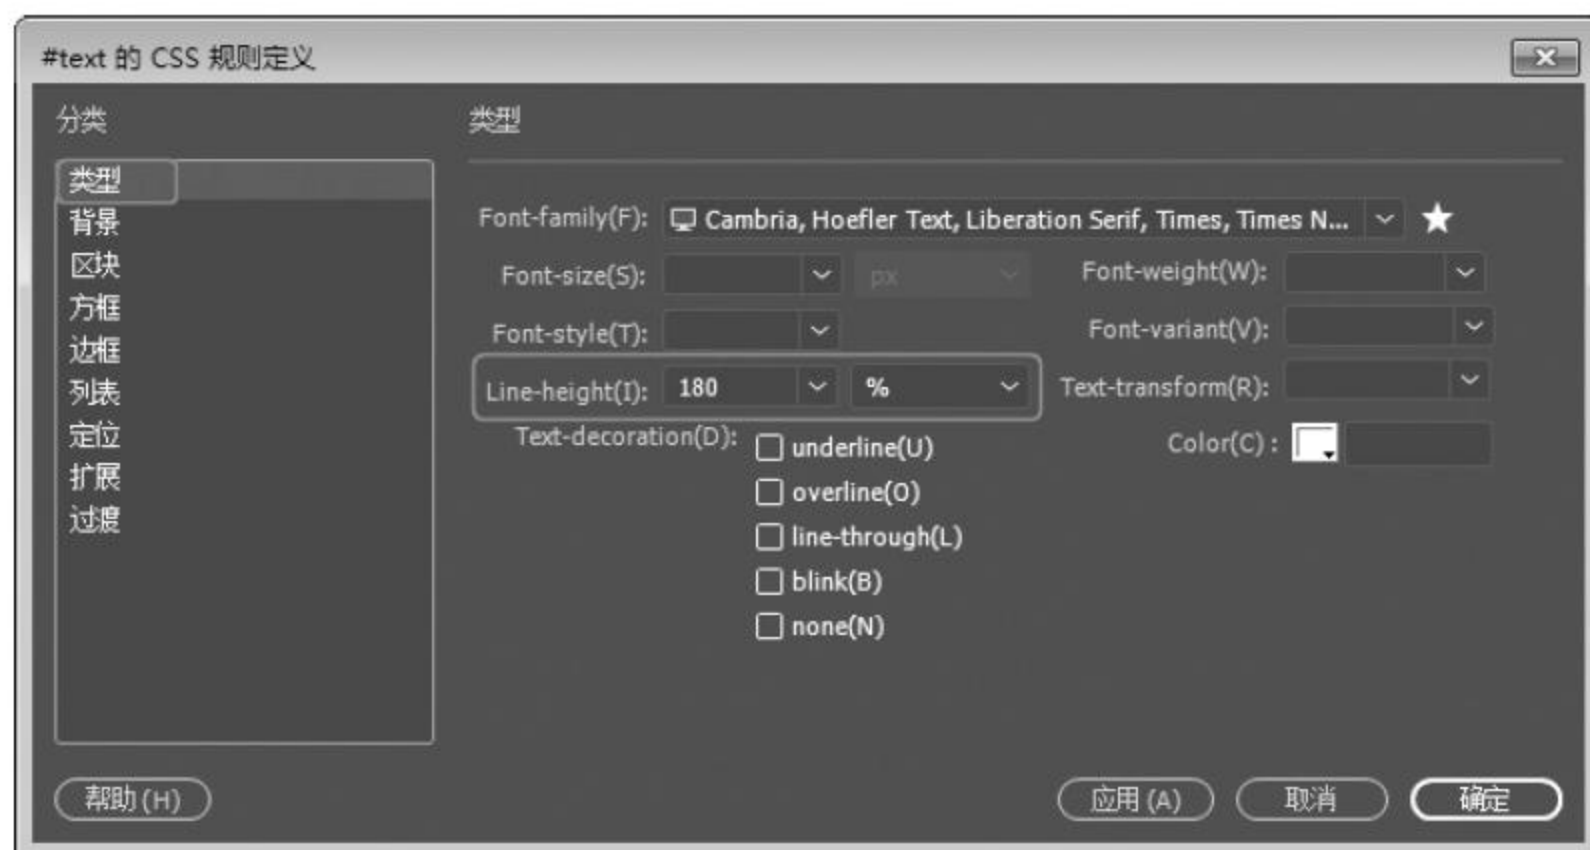 #text 的 CSS 规则定义
分类
类型
背景
区块
方框
边框
列表
定位
扩展
过渡
类型
Font-family(F): Cambria, Hoefler Text, Liberation Serif, Times, Times N...
Font-size(S): px Font-weight(W):
Font-style(T): Font-variant(V):
Line-height(I): 180 % Text-transform(R):
Text-decoration(D): underline(U) Color(C) :
overline(O)
line-through(L)
blink(B)
none(N)
帮助(H) 应用(A) 取消 确定